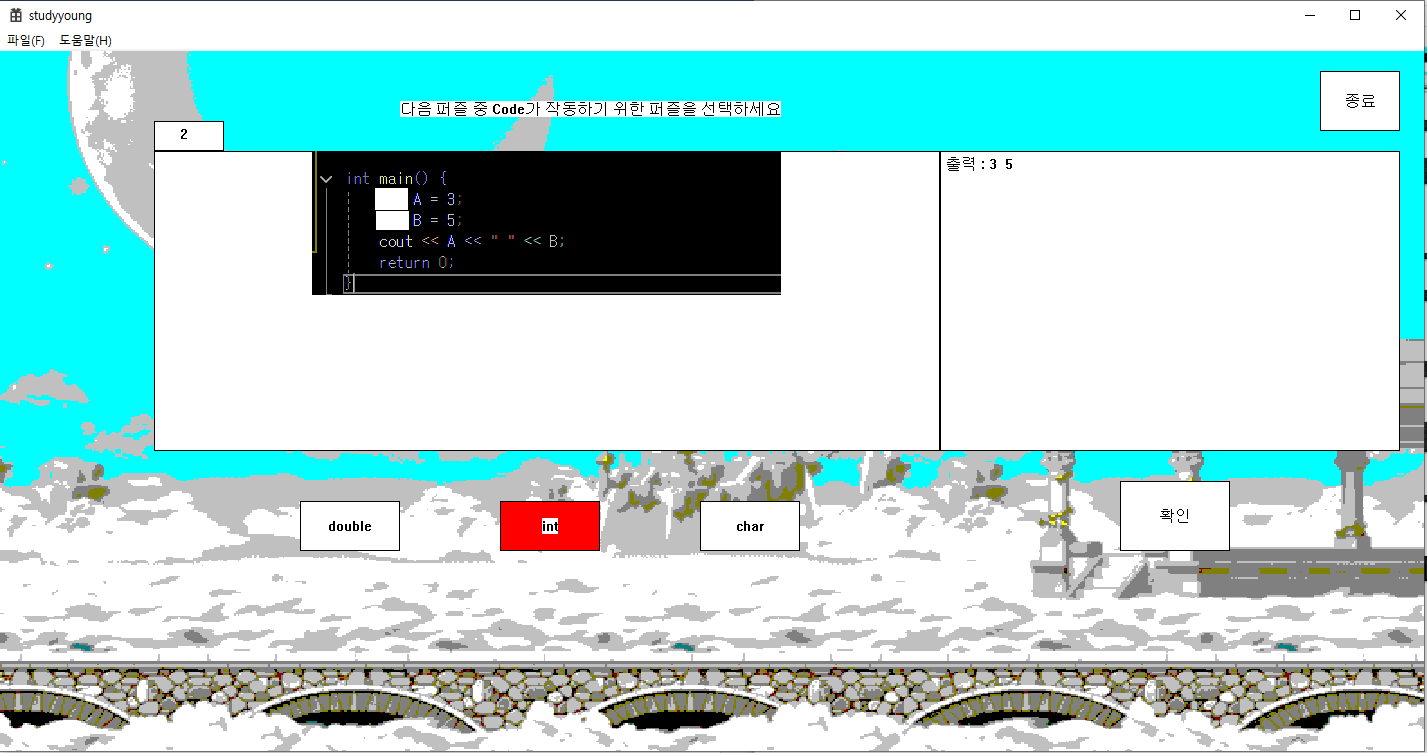 studyyoung
파일(F) 도움말(H)
종료
다음 퍼즐 중 Code가 작동하기 위한 퍼즐을 선택하세요
2
int main() {
A = 3;
B = 5;
cout << A << " " << B;
return 0;
}
출력 : 3 5
double
int
char
확인